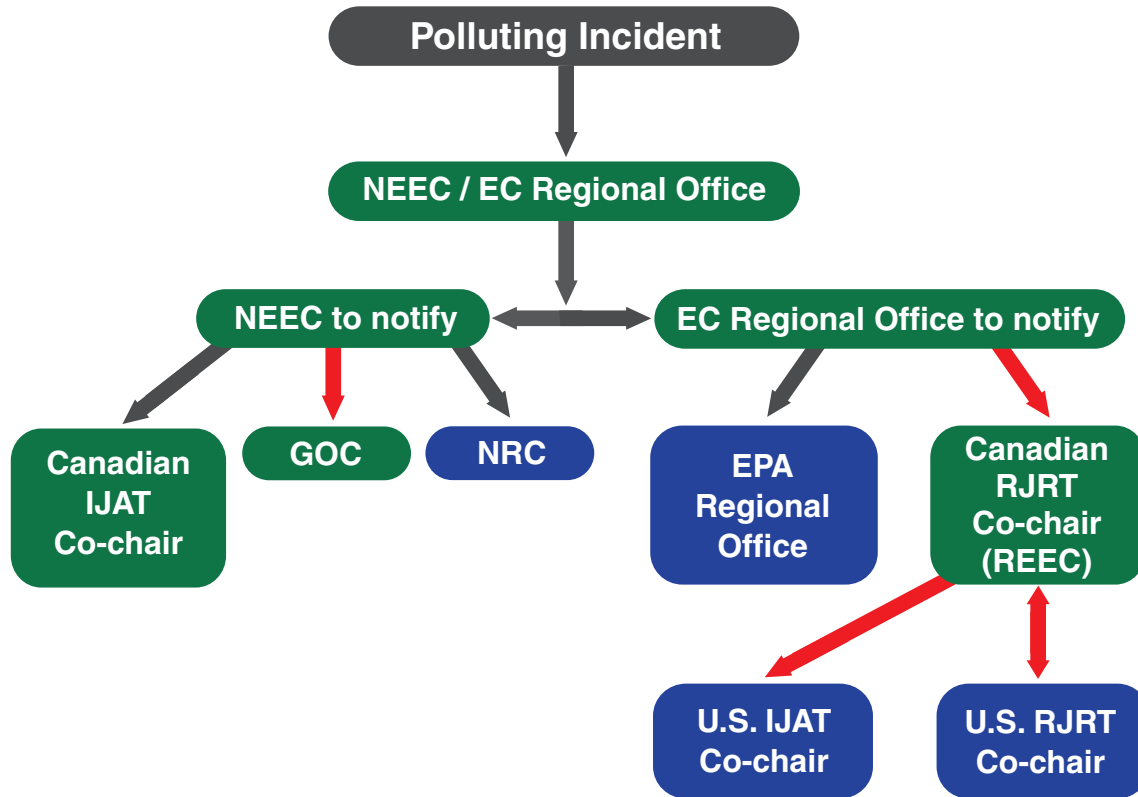 Polluting Incident
NEEC / EC Regional Office
NEEC to notify
EC Regional Office to notify
Canadian
IJAT
Co-chair
GOC
NRC
EPA
Regional
Office
Canadian
RJRT
Co-chair
(REEC)
U.S. IJAT
Co-chair
U.S. RJRT
Co-chair